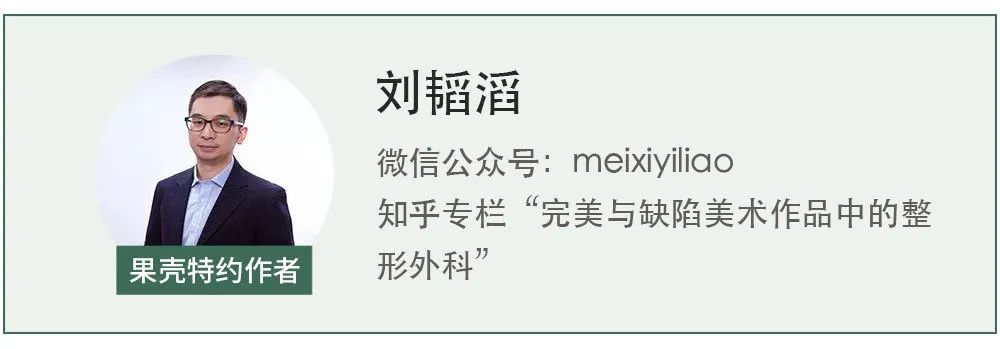 刘韬滔
微信公众号：meixiyiliao
知乎专栏“完美与缺陷美术作品中的整
形外科”
果壳特约作者